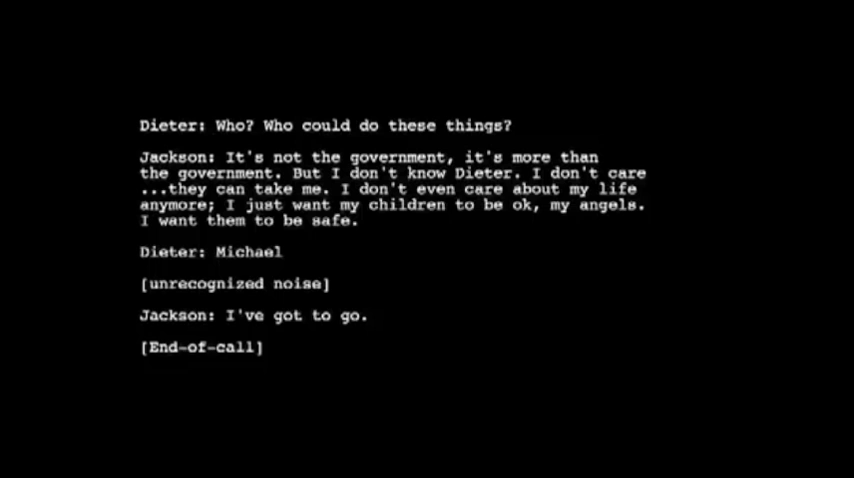 Dieter: Who? Who could do these things?
Jackson: It's not the government, it's more than
the government. But I don't know Dieter. I don't care
...they can take me. I don't even care about my life
anymore; I just want my children to be ok, my angels.
I want them to be safe.
Dieter: Michael
[unrecognized noise]
Jackson: I've got to go.
[End-of-call]